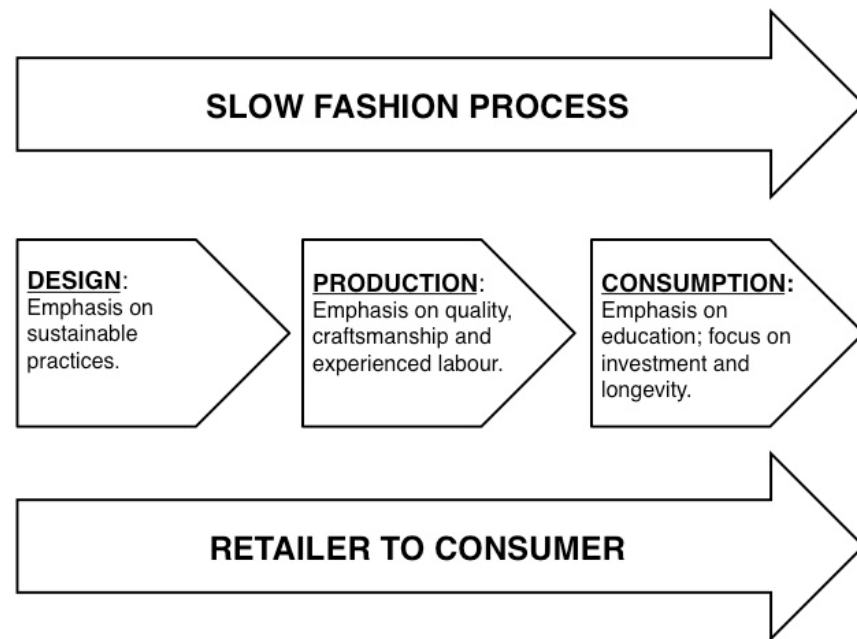 SLOW FASHION PROCESS
DESIGN:
Emphasis on
sustainable
practices.
PRODUCTION:
Emphasis on quality,
craftsmanship and
experienced labour.
CONSUMPTION:
Emphasis on
education; focus on
investment and
longevity.
RETAILER TO CONSUMER